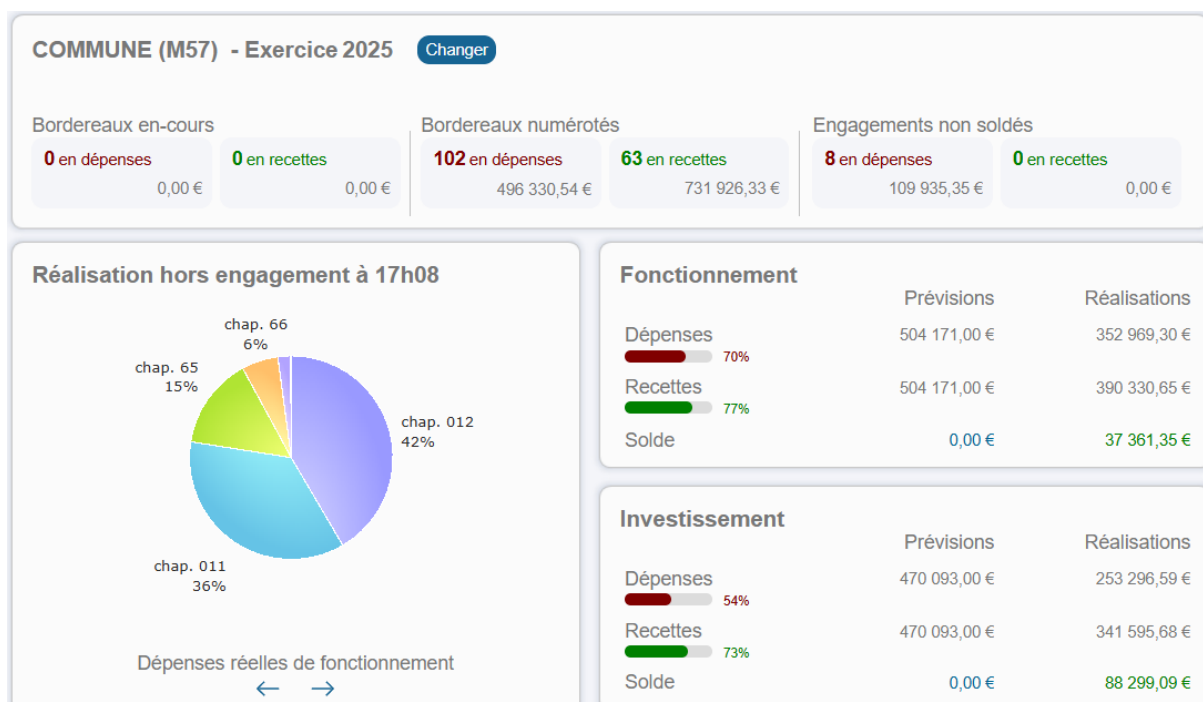 COMMUNE (M57) - Exercice 2025 Changer
Bordereaux en-cours
0 en dépenses
0,00 €
0 en recettes
0,00 €
Bordereaux numérotés
102 en dépenses
496 330,54 €
63 en recettes
731 926,33 €
Engagements non soldés
8 en dépenses
109 935,35 €
0 en recettes
0,00 €
Réalisation hors engagement à 17h08
chap. 66
6%
chap. 65
15%
chap. 012
42%
chap. 011
36%
Dépenses réelles de fonctionnement
Fonctionnement
Prévisions Réalisations
Dépenses 504 171,00 € 352 969,30 €
70%
Recettes 504 171,00 € 390 330,65 €
77%
Solde 0,00 € 37 361,35 €
Investissement
Prévisions Réalisations
Dépenses 470 093,00 € 253 296,59 €
54%
Recettes 470 093,00 € 341 595,68 €
73%
Solde 0,00 € 88 299,09 €